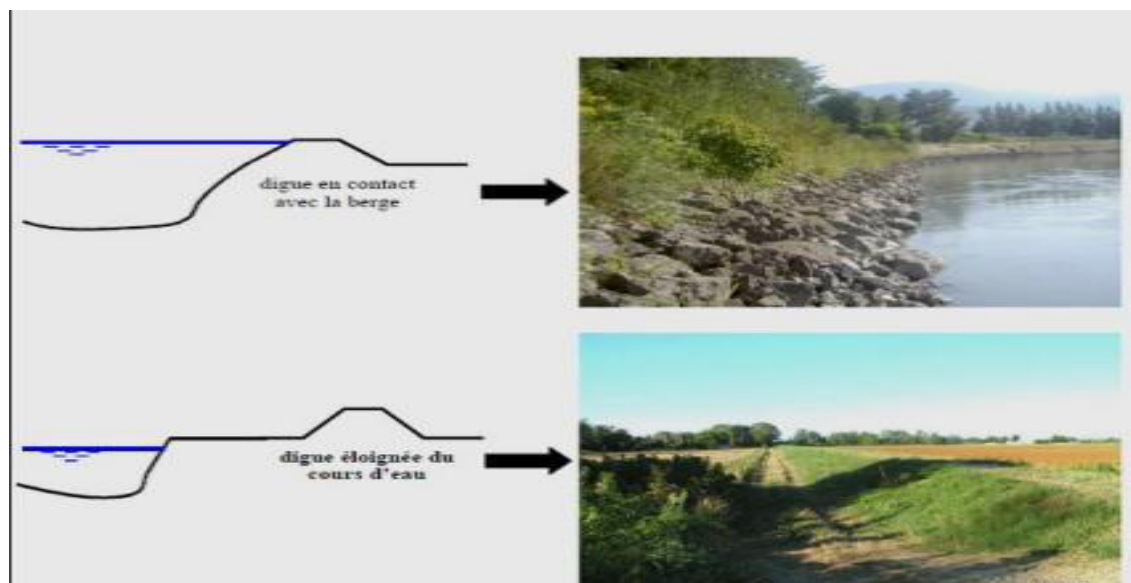 digue en contact
avec la berge
digue éloignée du
cours d'eau